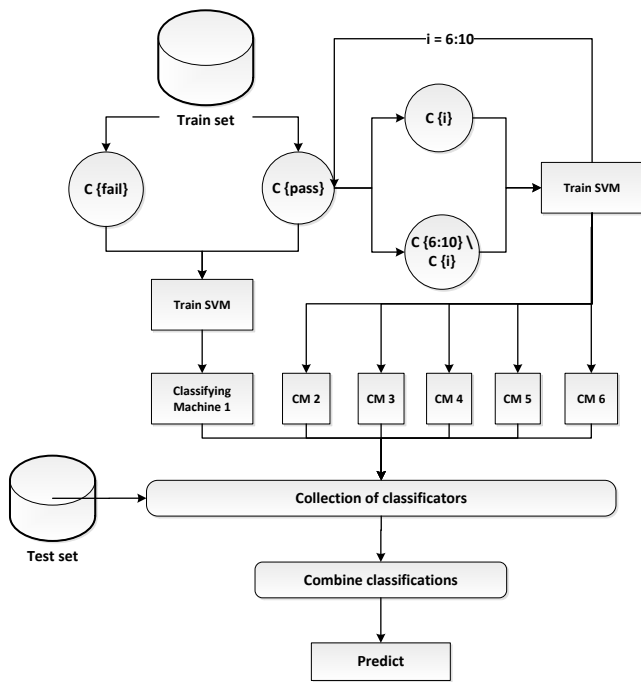 i = 6:10
Train set
C {i}
C {fail}
C {pass}
Train SVM
C {6:10} \
C {i}
Train SVM
Classifying
Machine 1
CM 2
CM 3
CM 4
CM 5
CM 6
Collection of classificators
Test set
Combine classifications
Predict